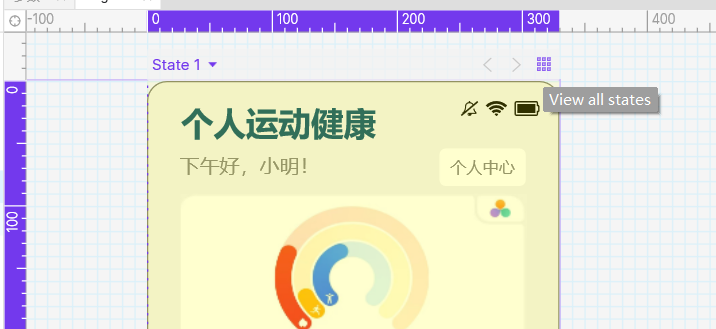 -100 0 100 200 300 400
State 1
0
View all states
个人运动健康
下午好，小明！
个人中心
100